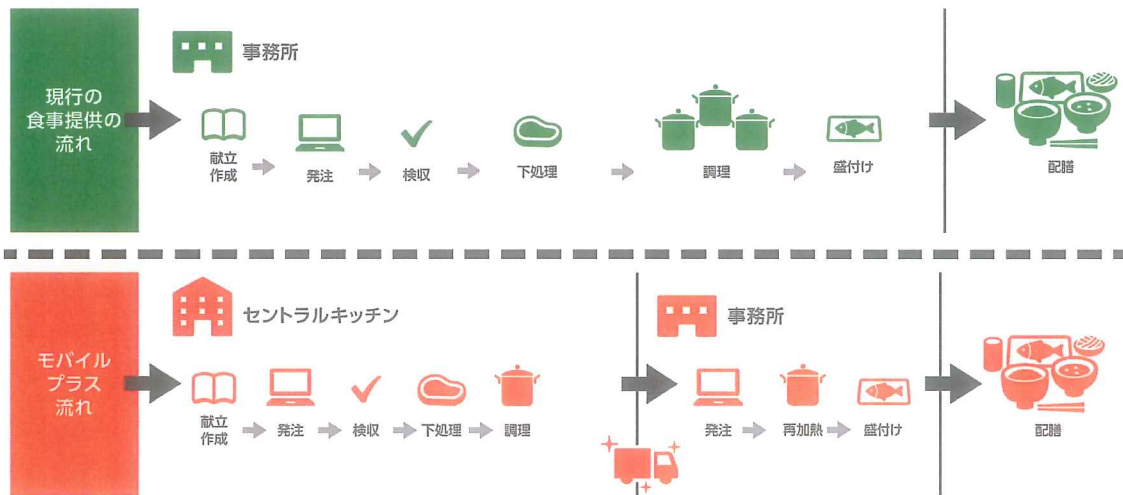 現行の
食事提供の
流れ
事務所
献立
作成
発注
検収
下処理
調理
盛付け
配膳
モバイル
プラス
流れ
セントラルキッチン
献立
作成
発注
検収
下処理
調理
事務所
発注
再加熱
盛付け
配膳